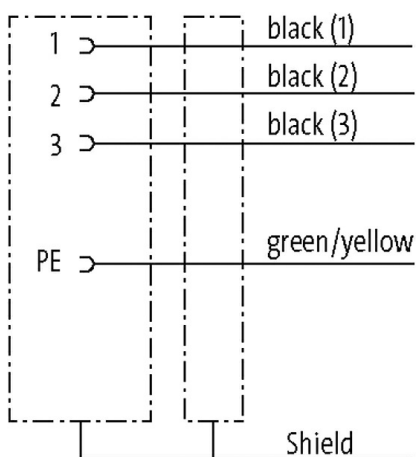 1 black (1)
2 black (2)
3 black (3)
PE green/yellow
Shield